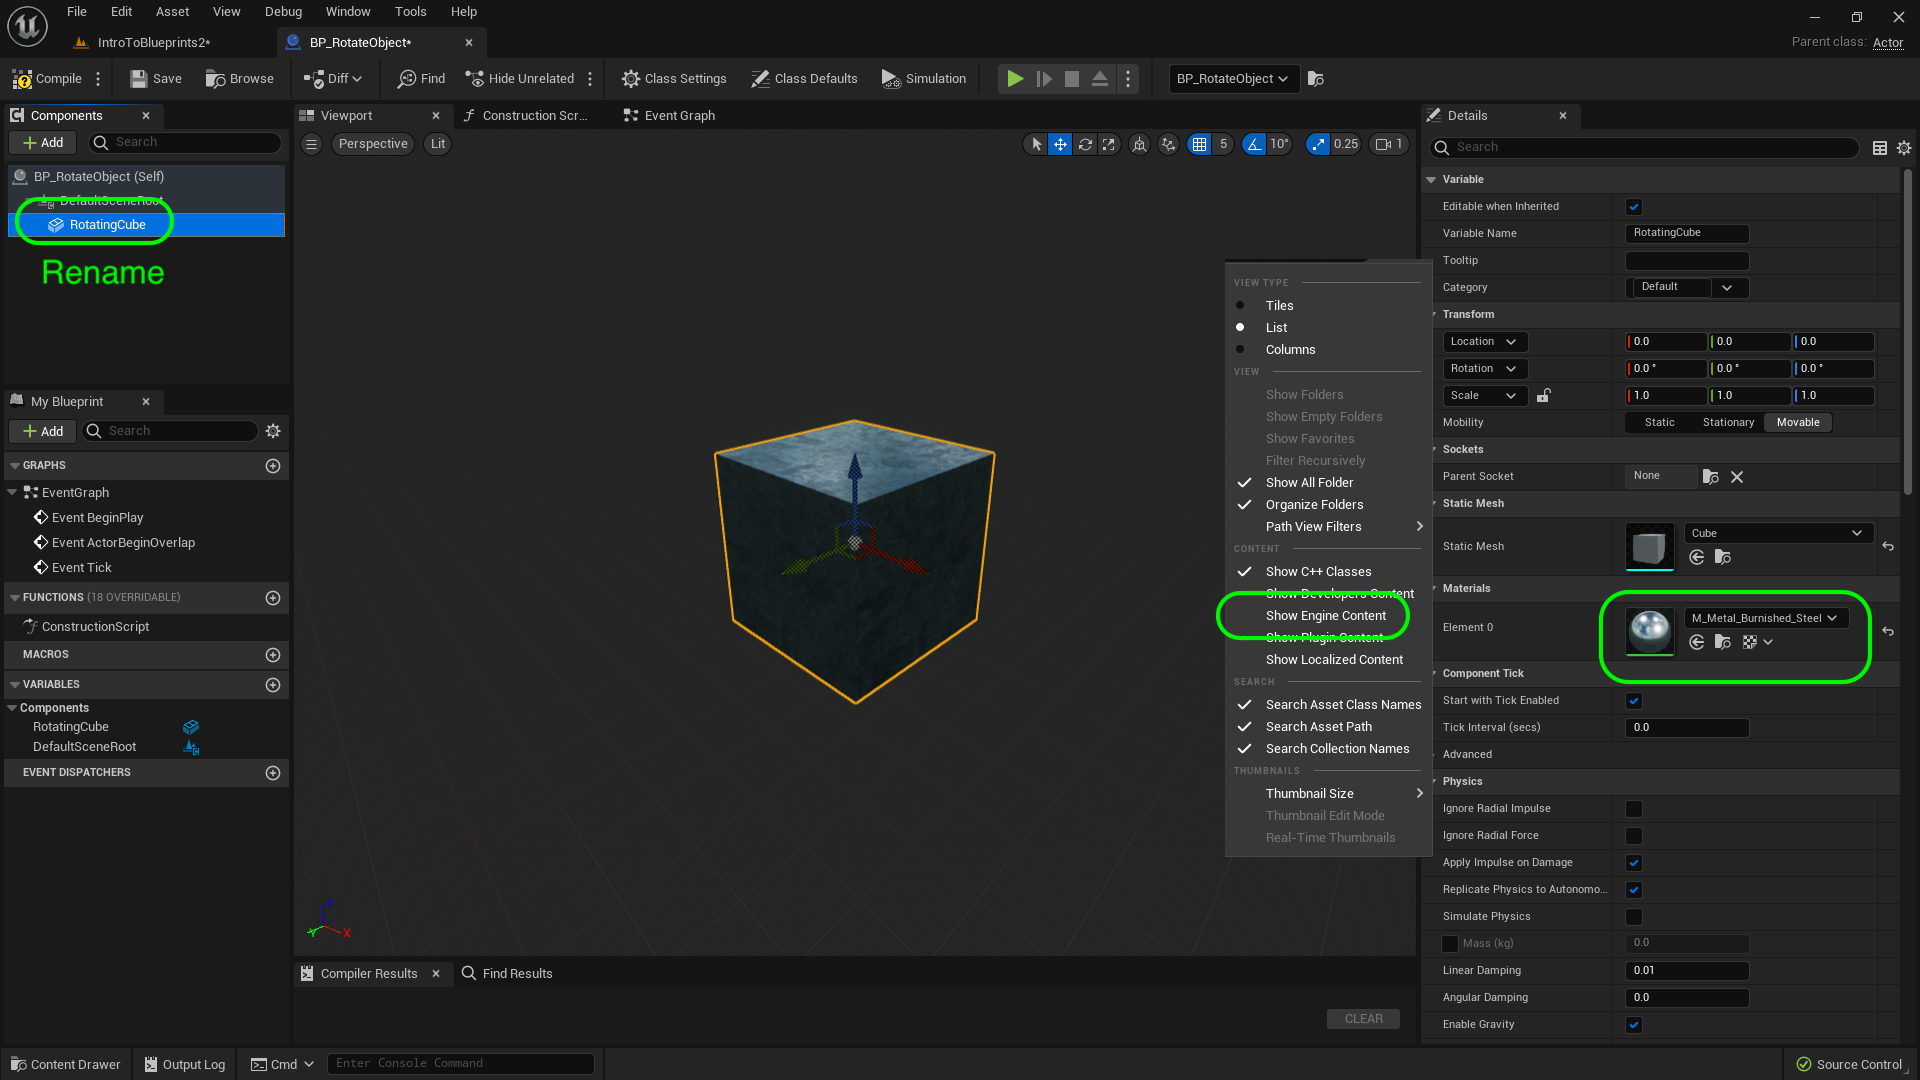 File Edit Asset View Debug Window Tools Help
IntroToBlueprints2*
BP_RotateObject*
Parent class: Actor
Compile
Save
Browse
Diff
Find
Hide Unrelated
Class Settings
Class Defaults
Simulation
BP_RotateObject
Components
Add
Search
BP_RotateObject (Self)
DefaultSceneRoot
RotatingCube
Rename
My Blueprint
Add
Search
GRAPHS
EventGraph
Event BeginPlay
Event ActorBeginOverlap
Event Tick
FUNCTIONS (18 OVERRIDABLE)
ConstructionScript
MACROS
VARIABLES
Components
RotatingCube
DefaultSceneRoot
EVENT DISPATCHERS
Viewport
Construction Scr...
Event Graph
Perspective
Lit
5
10°
0.25
1
Z
Y
X
VIEW TYPE
Tiles
List
Columns
VIEW
Show Folders
Show Empty Folders
Show Favorites
Filter Recursively
Show All Folder
Organize Folders
Path View Filters
CONTENT
Show C++ Classes
Show Developers Content
Show Engine Content
Show Plugin Content
Show Localized Content
SEARCH
Search Asset Class Names
Search Asset Path
Search Collection Names
THUMBNAILS
Thumbnail Size
Thumbnail Edit Mode
Real-Time Thumbnails
Compiler Results
Find Results
CLEAR
Details
Search
Variable
Editable when Inherited
Variable Name RotatingCube
Tooltip
Category Default
Transform
Location 0.0 0.0 0.0
Rotation 0.0 ° 0.0 ° 0.0 °
Scale 1.0 1.0 1.0
Mobility Static Stationary Movable
Sockets
Parent Socket None
Static Mesh
Static Mesh Cube
Materials
Element 0 M_Metal_Burnished_Steel
Component Tick
Start with Tick Enabled
Tick Interval (secs) 0.0
Advanced
Physics
Ignore Radial Impulse
Ignore Radial Force
Apply Impulse on Damage
Replicate Physics to Autonomo...
Simulate Physics
Mass (kg) 0.0
Linear Damping 0.01
Angular Damping 0.0
Enable Gravity
Content Drawer
Output Log
Cmd
Enter Console Command
Source Control